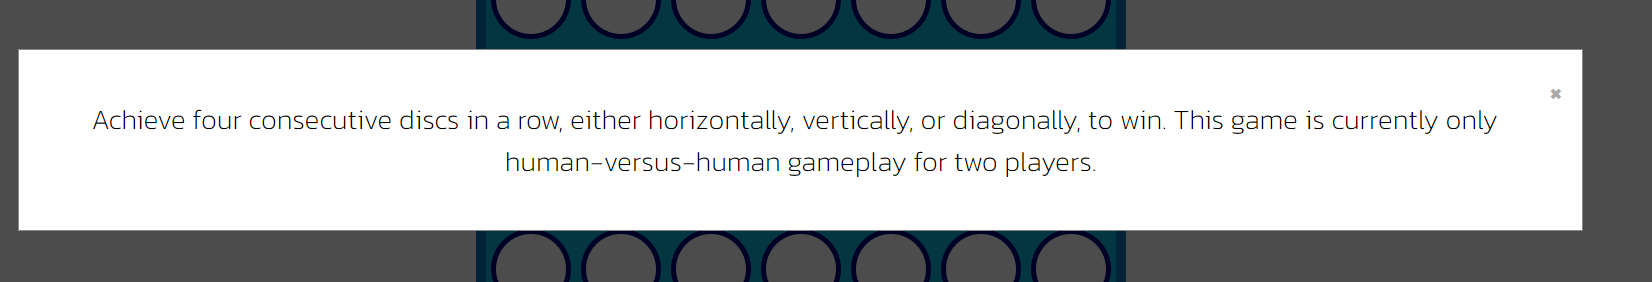 Achieve four consecutive discs in a row, either horizontally, vertically, or diagonally, to win. This game is currently only
human-versus-human gameplay for two players.